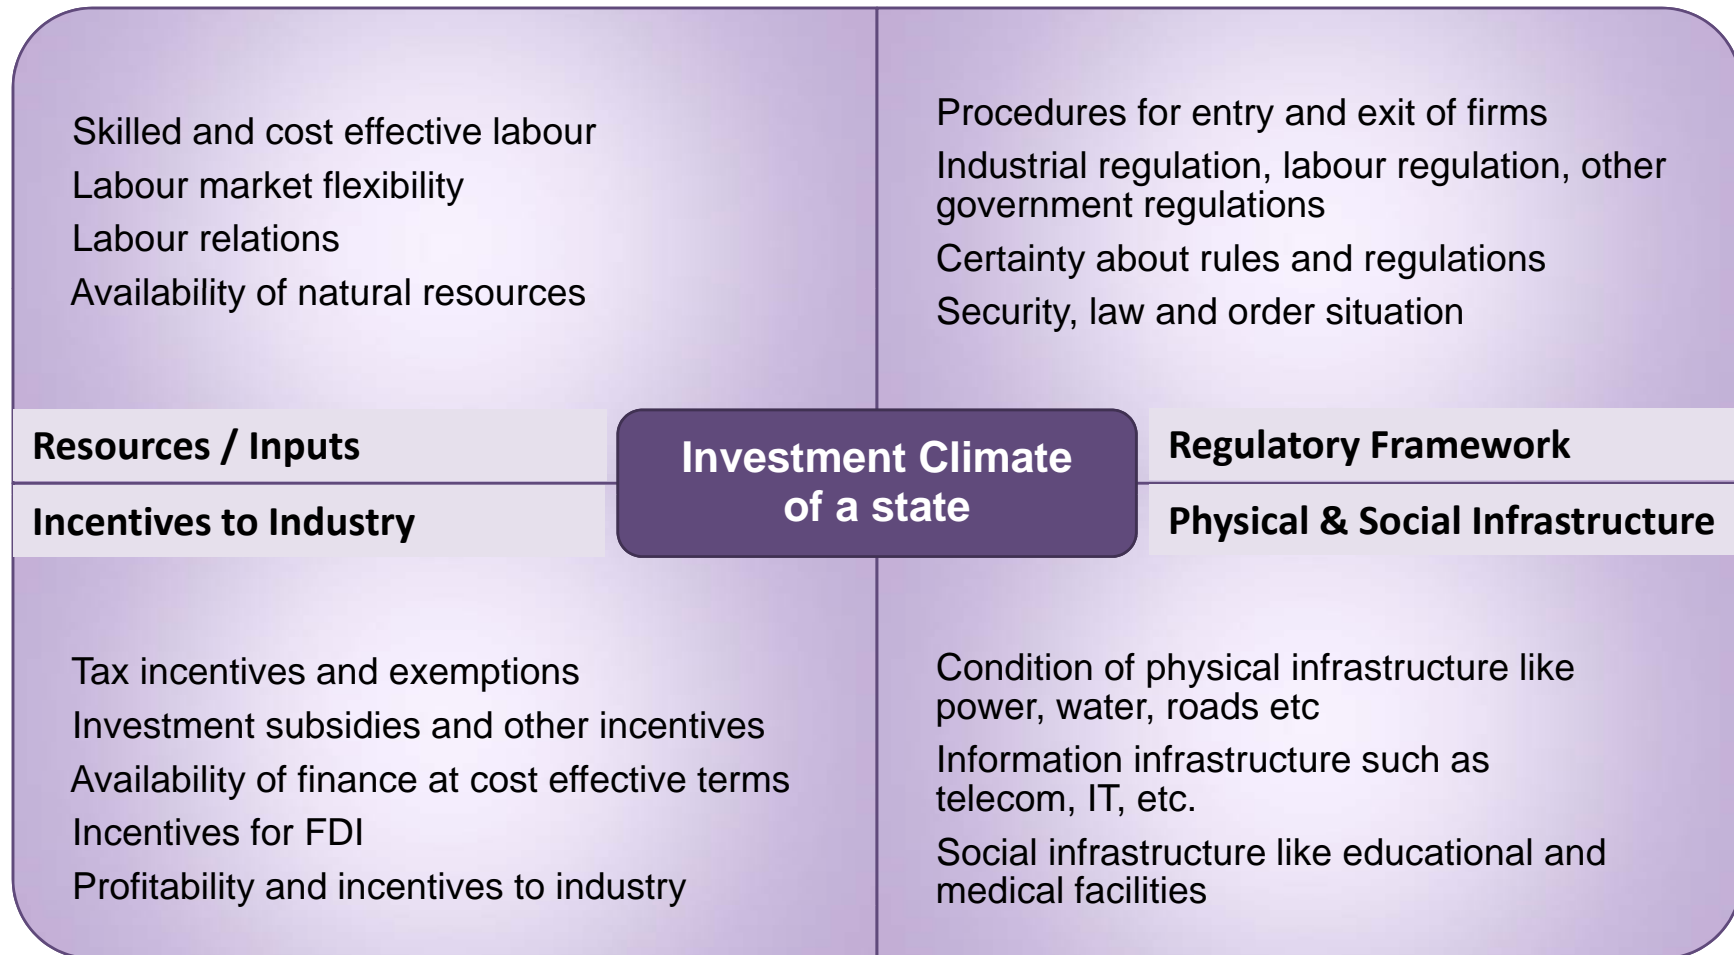 Skilled and cost effective labour
Labour market flexibility
Labour relations
Availability of natural resources
Resources / Inputs
Procedures for entry and exit of firms
Industrial regulation, labour regulation, other
government regulations
Certainty about rules and regulations
Security, law and order situation
Regulatory Framework
Investment Climate
of a state
Incentives to Industry
Tax incentives and exemptions
Investment subsidies and other incentives
Availability of finance at cost effective terms
Incentives for FDI
Profitability and incentives to industry
Physical & Social Infrastructure
Condition of physical infrastructure like
power, water, roads etc
Information infrastructure such as
telecom, IT, etc.
Social infrastructure like educational and
medical facilities